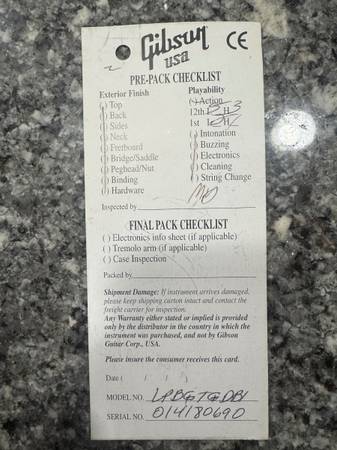 Gibson
USA
CE
PRE-PACK CHECKLIST
Exterior Finish
( ) Top
( ) Back
( ) Sides
( ) Neck
( ) Fretboard
( ) Bridge/Saddle
( ) Peghead/Nut
( ) Binding
( ) Hardware
Playability
( ) Action
12th
1st
( ) Intonation
( ) Buzzing
( ) Electronics
( ) Cleaning
( ) String Change
Inspected by
FINAL PACK CHECKLIST
( ) Electronics info sheet (if applicable)
( ) Tremolo arm (if applicable)
( ) Case Inspection
Packed by
Shipment Damage: If instrument arrives damaged,
please keep shipping carton intact and contact the
freight carrier for inspection.
Any Warranty either stated or implied is provided
only by the distributor in the country in which the
instrument was purchased, and not by Gibson
Guitar Corp., USA.
Please insure the consumer receives this card.
Date ( / / )
MODEL NO.
SERIAL NO. 014180690